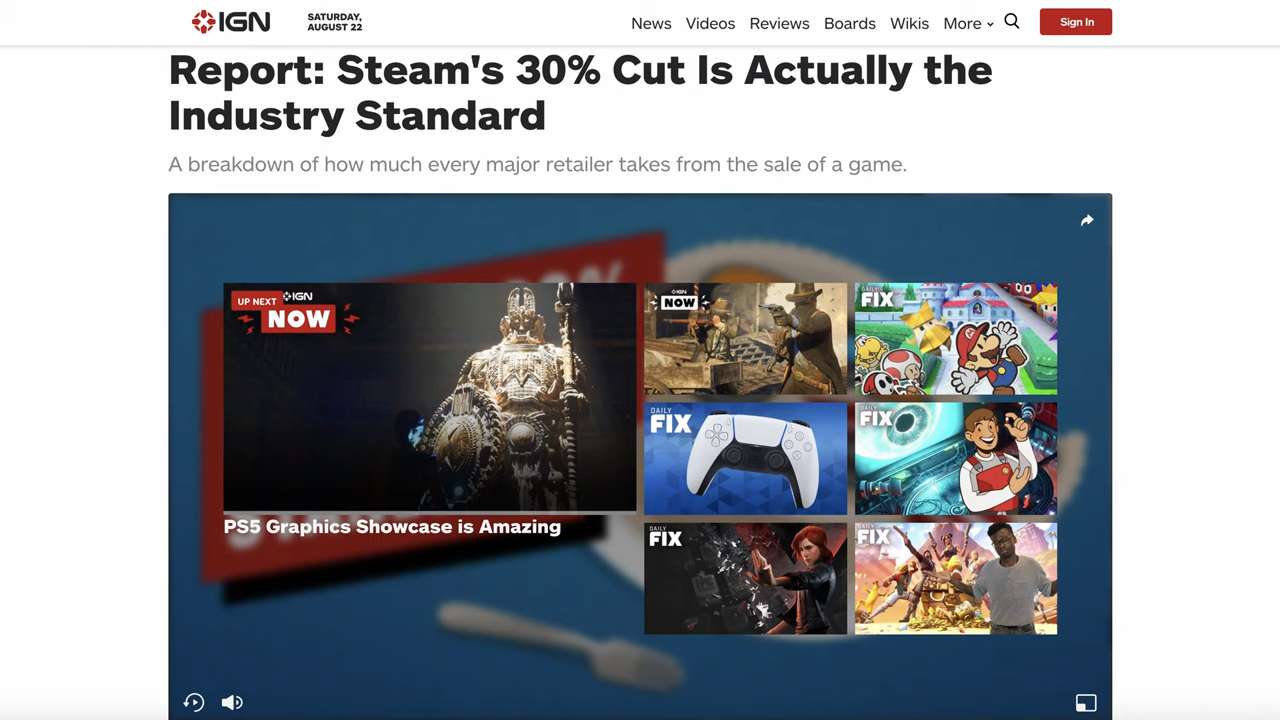 IGN
SATURDAY,
AUGUST 22
News Videos Reviews Boards Wikis More
Sign In
Report: Steam's 30% Cut Is Actually the
Industry Standard
A breakdown of how much every major retailer takes from the sale of a game.
UP NEXT
IGN
NOW
PS5 Graphics Showcase is Amazing
IGN
NOW
DAILY
FIX
DAILY
FIX
DAILY
FIX
DAILY
FIX
DAILY
FIX